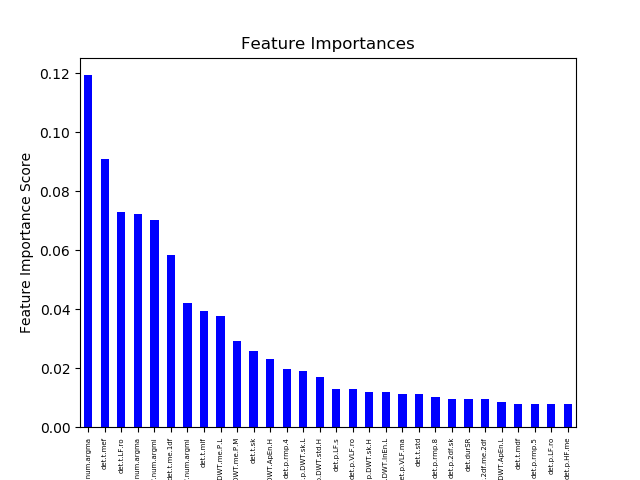 Feature Importances
Feature Importance Score
0.12
0.10
0.08
0.06
0.04
0.02
0.00
num.argma
det.t.mef
det.t.LF.ro
num.argma
.num.argmi
det.t.me.1df
.num.argmi
det.t.mif
DWT.me.P.L
DWT.me.P.M
det.t.sk
DWT.ApEn.H
det.p.rmp.4
.p.DWT.sk.L
.DWT.std.H
det.p.LF.s
det.p.VLF.ro
.p.DWT.sk.H
.DWT.InEn.L
et.p.VLF.ma
det.t.std
det.p.rmp.8
det.p.2df.sk
det.durSR
.2df.me.2df
DWT.ApEn.L
det.t.mdf
det.p.rmp.5
det.p.LF.ro
det.p.HF.me